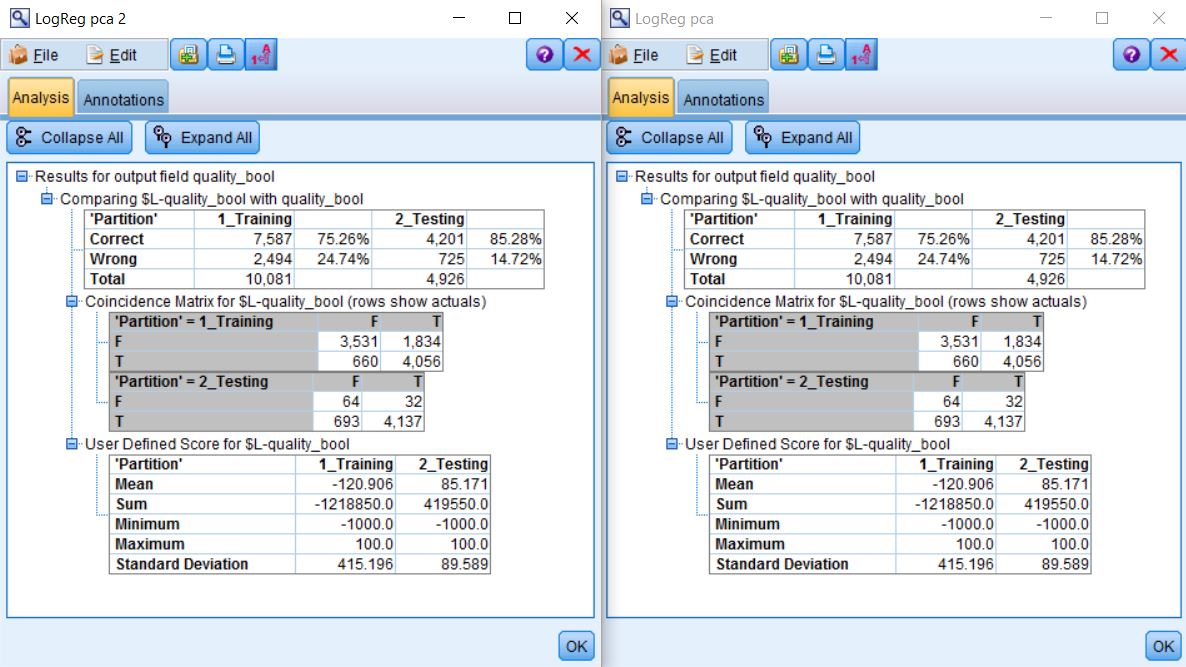 LogReg pca 2
File Edit
Analysis Annotations
Collapse All Expand All
Results for output field quality_bool
Comparing $L-quality_bool with quality_bool
'Partition' 1_Training 2_Testing
Correct 7,587 75.26% 4,201 85.28%
Wrong 2,494 24.74% 725 14.72%
Total 10,081 4,926
Coincidence Matrix for $L-quality_bool (rows show actuals)
'Partition' = 1_Training F T
F 3,531 1,834
T 660 4,056
'Partition' = 2_Testing F T
F 64 32
T 693 4,137
User Defined Score for $L-quality_bool
'Partition' 1_Training 2_Testing
Mean -120.906 85.171
Sum -1218850.0 419550.0
Minimum -1000.0 -1000.0
Maximum 100.0 100.0
Standard Deviation 415.196 89.589
OK
LogReg pca
File Edit
Analysis Annotations
Collapse All Expand All
Results for output field quality_bool
Comparing $L-quality_bool with quality_bool
'Partition' 1_Training 2_Testing
Correct 7,587 75.26% 4,201 85.28%
Wrong 2,494 24.74% 725 14.72%
Total 10,081 4,926
Coincidence Matrix for $L-quality_bool (rows show actuals)
'Partition' = 1_Training F T
F 3,531 1,834
T 660 4,056
'Partition' = 2_Testing F T
F 64 32
T 693 4,137
User Defined Score for $L-quality_bool
'Partition' 1_Training 2_Testing
Mean -120.906 85.171
Sum -1218850.0 419550.0
Minimum -1000.0 -1000.0
Maximum 100.0 100.0
Standard Deviation 415.196 89.589
OK